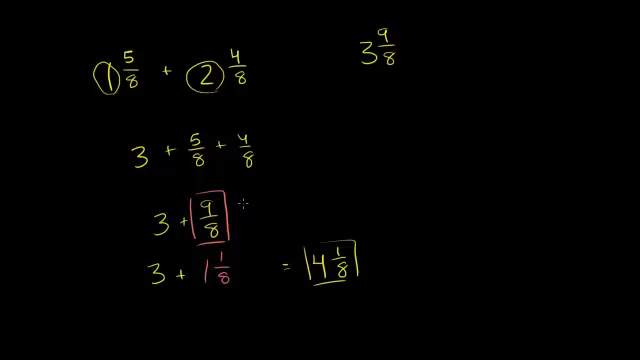 1 5/8 + 2 4/8
3 9/8
3 + 5/8 + 4/8
3 + 9/8
3 + 1 1/8 = 4 1/8